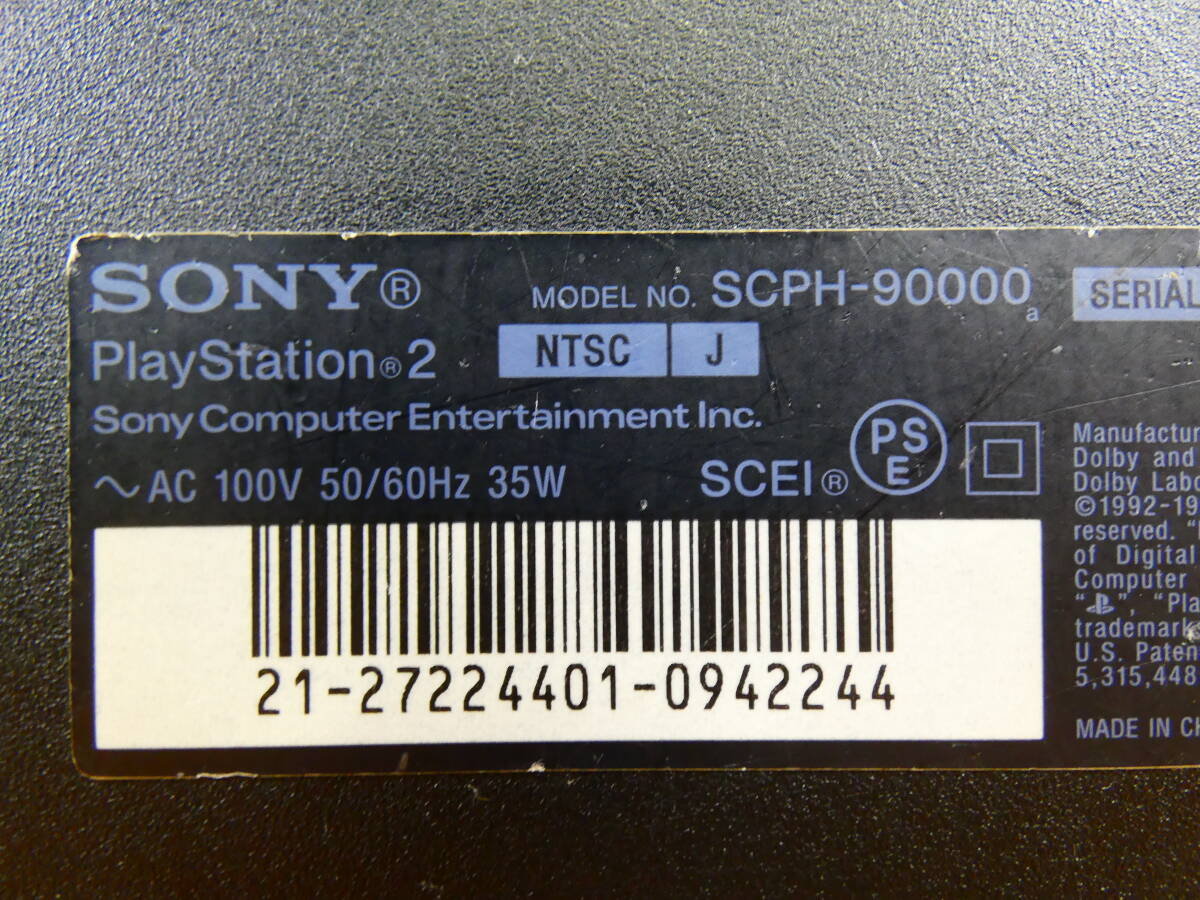 SONY®
MODEL NO. SCPH-90000 a
SERIAL
PlayStation®2
NTSC J
Sony Computer Entertainment Inc.
~ AC 100V 50/60Hz 35W
SCEI®
PS
E
21-27224401-0942244
Manufactur
Dolby and
Dolby Labo
©1992-19
reserved. "
of Digital
Computer
" ", "Pla
trademark
U.S. Paten
5,315,448
MADE IN CH